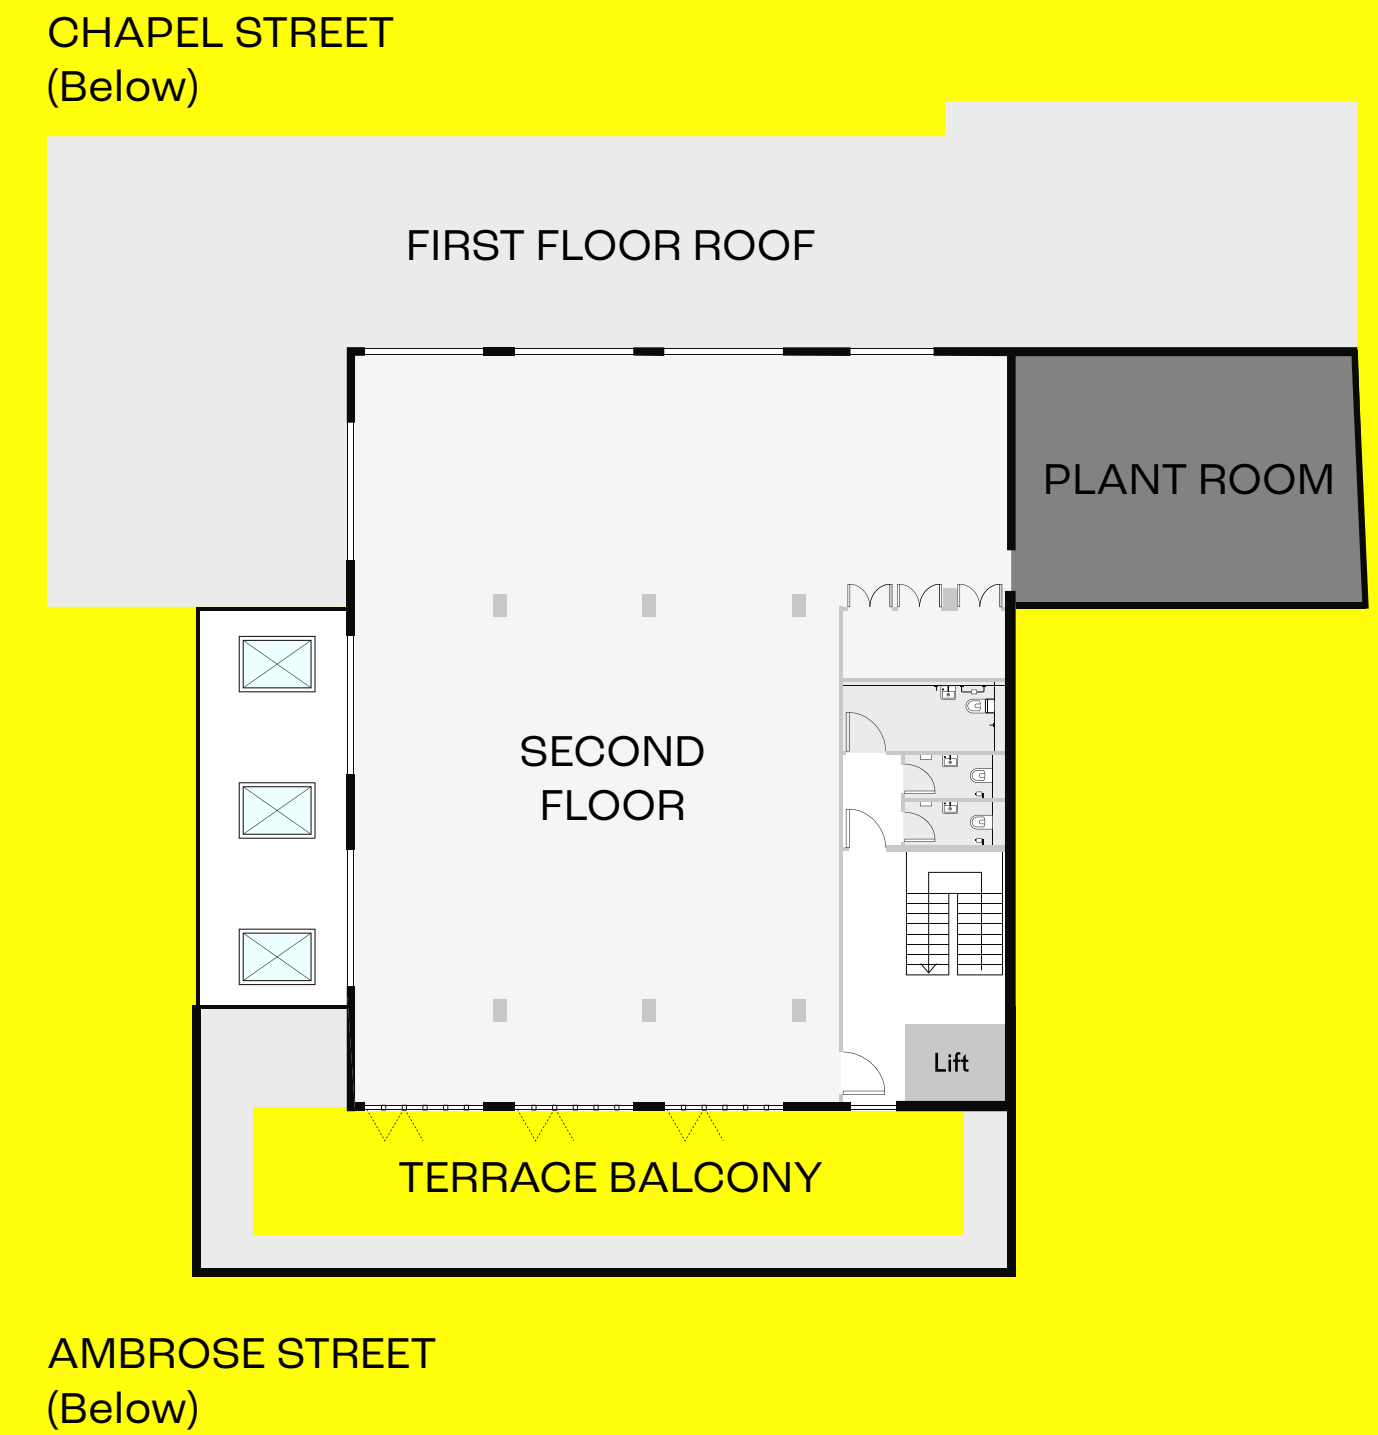 CHAPEL STREET
(Below)
FIRST FLOOR ROOF
PLANT ROOM
SECOND
FLOOR
Lift
TERRACE BALCONY
AMBROSE STREET
(Below)